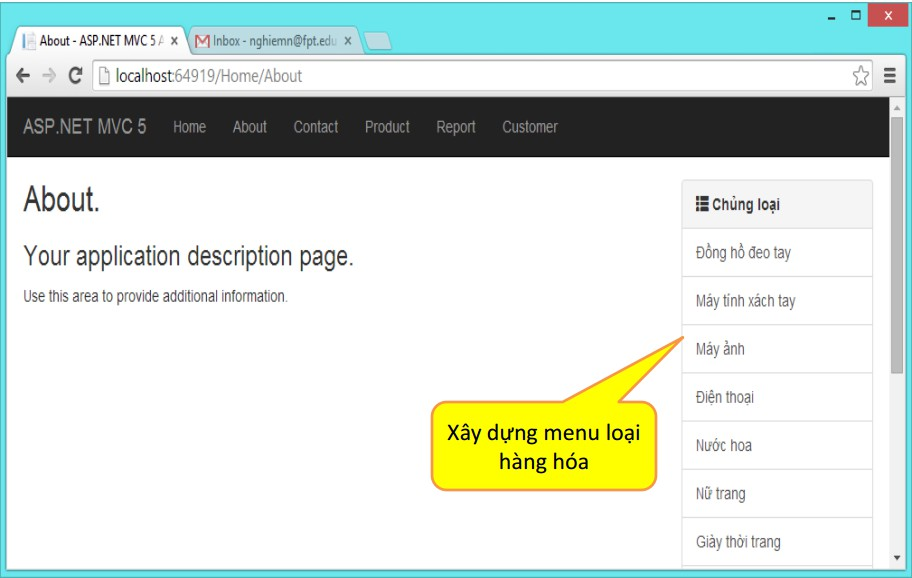 About - ASP.NET MVC 5 A
Inbox - nghiemn@fpt.edu
localhost:64919/Home/About
ASP.NET MVC 5 Home About Contact Product Report Customer
About.
Your application description page.
Use this area to provide additional information.
Chủng loại
Đồng hồ đeo tay
Máy tính xách tay
Máy ảnh
Điện thoại
Nước hoa
Nữ trang
Giày thời trang
Xây dựng menu loại
hàng hóa